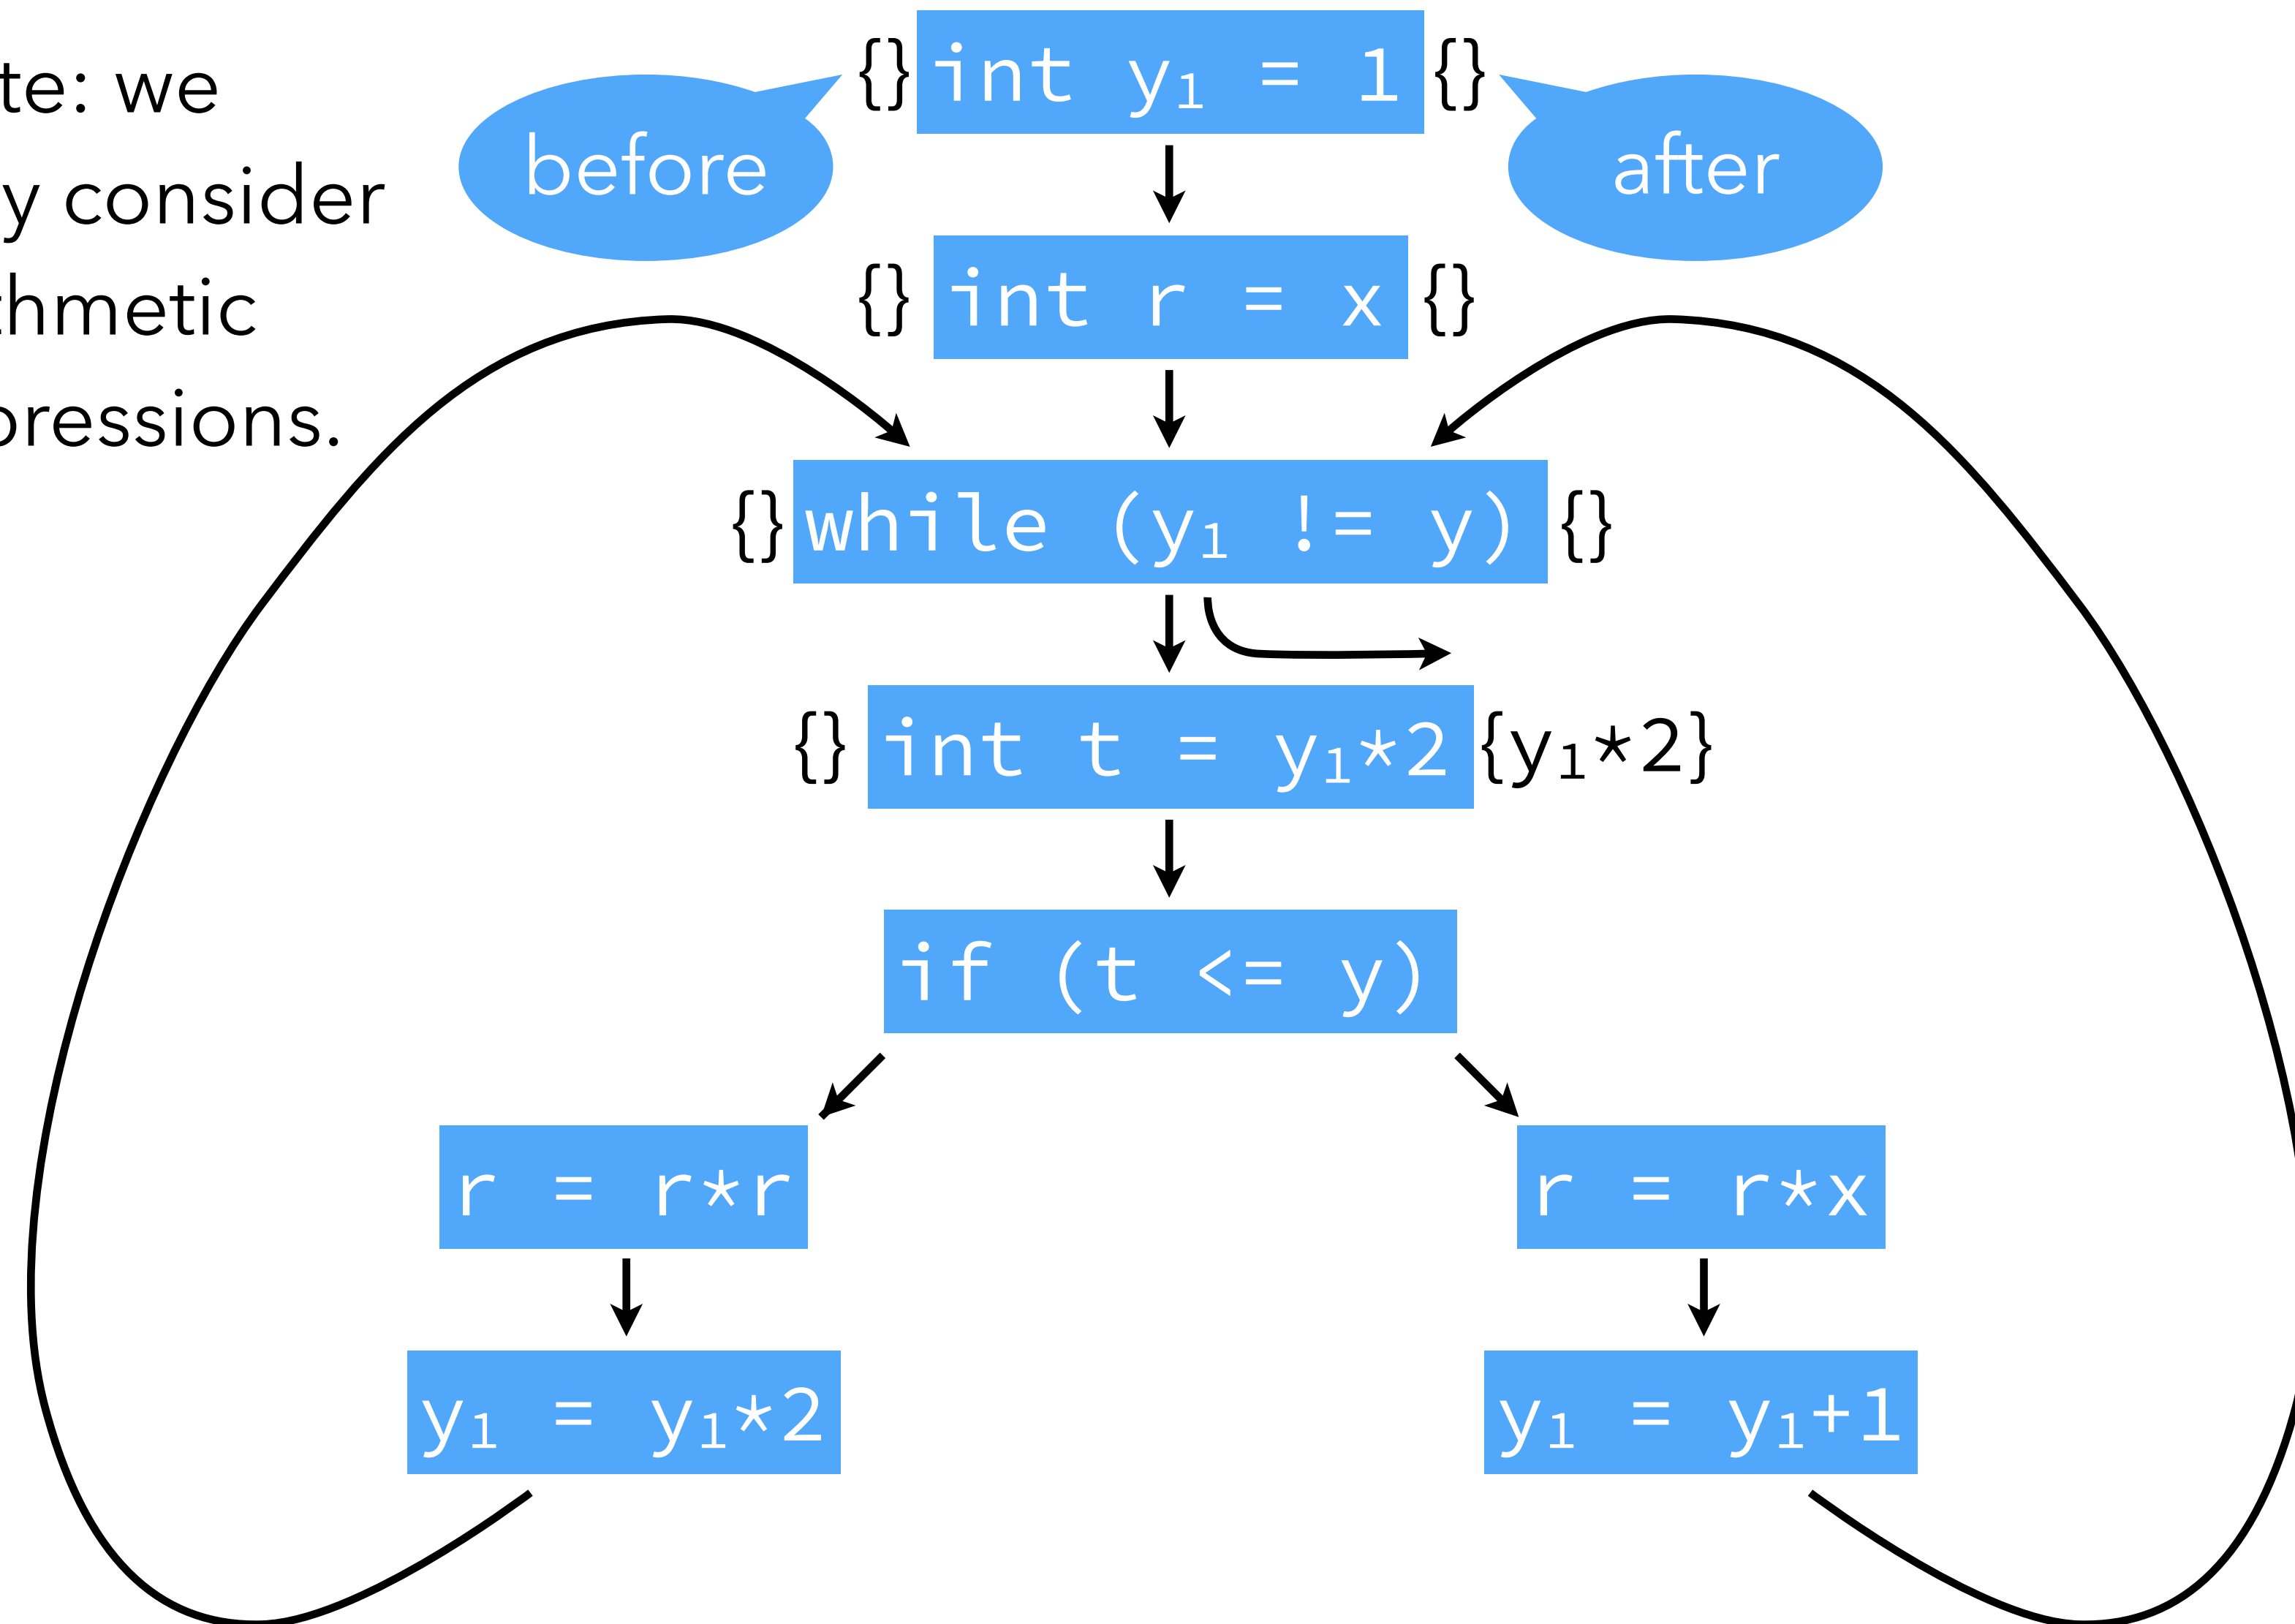 te: we
y consider
hmetic
ressions.
before
after
{} int y₁ = 1 {}
{} int r = x {}
{} while (y₁ != y) {}
{} int t = y₁*2 {y₁*2}
if (t <= y)
r = r*r
r = r*x
y₁ = y₁*2
y₁ = y₁+1